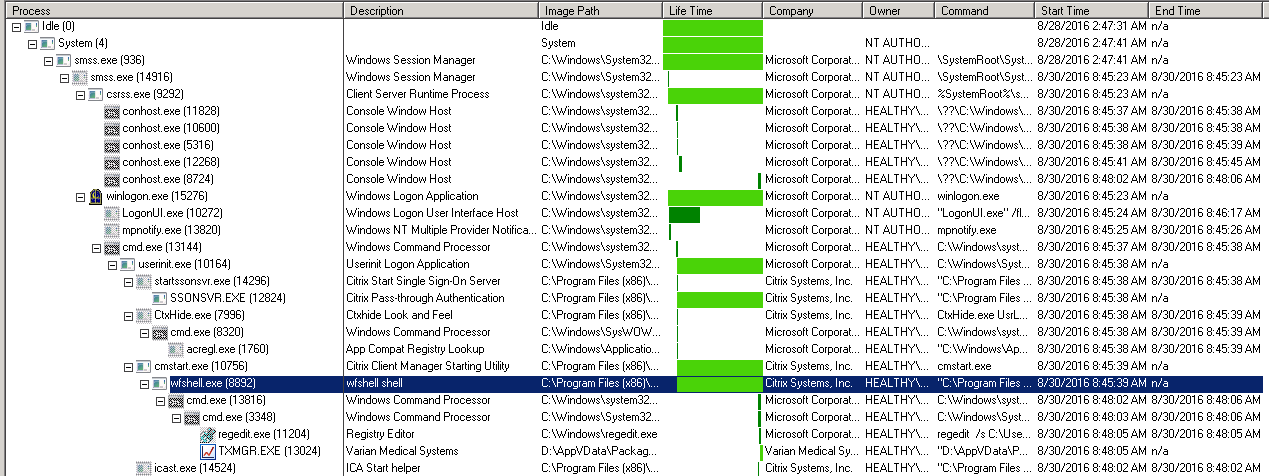 Process Description Image Path Life Time Company Owner Command Start Time End Time
Idle (0) Idle 8/28/2016 2:47:31 AM n/a
System (4) System NT AUTHO... 8/28/2016 2:47:41 AM n/a
smss.exe (936) Windows Session Manager C:\Windows\System32... Microsoft Corporat... NT AUTHO... \SystemRoot\Syst... 8/28/2016 2:47:41 AM n/a
smss.exe (14916) Windows Session Manager C:\Windows\System32... Microsoft Corporat... NT AUTHO... \SystemRoot\Syst... 8/30/2016 8:45:23 AM 8/30/2016 8:45:23 AM
csrss.exe (9292) Client Server Runtime Process C:\Windows\system32... Microsoft Corporat... NT AUTHO... %SystemRoot%\s... 8/30/2016 8:45:23 AM n/a
conhost.exe (11828) Console Window Host C:\Windows\system32... Microsoft Corporat... HEALTHY\... \??\C:\Windows\... 8/30/2016 8:45:37 AM 8/30/2016 8:45:38 AM
conhost.exe (10600) Console Window Host C:\Windows\system32... Microsoft Corporat... HEALTHY\... \??\C:\Windows\... 8/30/2016 8:45:38 AM 8/30/2016 8:45:38 AM
conhost.exe (5316) Console Window Host C:\Windows\system32... Microsoft Corporat... HEALTHY\... \??\C:\Windows\... 8/30/2016 8:45:38 AM 8/30/2016 8:45:39 AM
conhost.exe (12268) Console Window Host C:\Windows\system32... Microsoft Corporat... HEALTHY\... \??\C:\Windows\... 8/30/2016 8:45:41 AM 8/30/2016 8:45:45 AM
conhost.exe (8724) Console Window Host C:\Windows\system32... Microsoft Corporat... HEALTHY\... \??\C:\Windows\... 8/30/2016 8:48:02 AM 8/30/2016 8:48:06 AM
winlogon.exe (15276) Windows Logon Application C:\Windows\system32... Microsoft Corporat... NT AUTHO... winlogon.exe 8/30/2016 8:45:23 AM n/a
LogonUI.exe (10272) Windows Logon User Interface Host C:\Windows\system32... Microsoft Corporat... NT AUTHO... "LogonUI.exe" /fl... 8/30/2016 8:45:24 AM 8/30/2016 8:46:17 AM
mpnotify.exe (13820) Windows NT Multiple Provider Notifica... C:\Windows\system32... Microsoft Corporat... NT AUTHO... mpnotify.exe 8/30/2016 8:45:25 AM 8/30/2016 8:45:26 AM
cmd.exe (13144) Windows Command Processor C:\Windows\system32... Microsoft Corporat... HEALTHY\... C:\Windows\syst... 8/30/2016 8:45:37 AM 8/30/2016 8:45:38 AM
userinit.exe (10164) Userinit Logon Application C:\Windows\System32... Microsoft Corporat... HEALTHY\... C:\Windows\Syst... 8/30/2016 8:45:38 AM n/a
startssonsvr.exe (14296) Citrix Start Single Sign-On Server C:\Program Files (x86)\... Citrix Systems, Inc. HEALTHY\... "C:\Program Files ... 8/30/2016 8:45:38 AM 8/30/2016 8:45:38 AM
SSONSVR.EXE (12824) Citrix Pass-through Authentication C:\Program Files (x86)\... Citrix Systems, Inc. HEALTHY\... "C:\Program Files ... 8/30/2016 8:45:38 AM n/a
CtxHide.exe (7996) Ctxhide Look and Feel C:\Program Files (x86)\... Citrix Systems, Inc. HEALTHY\... CtxHide.exe UsrL... 8/30/2016 8:45:38 AM 8/30/2016 8:45:39 AM
cmd.exe (8320) Windows Command Processor C:\Windows\SysWOW... Microsoft Corporat... HEALTHY\... C:\Windows\syst... 8/30/2016 8:45:38 AM 8/30/2016 8:45:39 AM
acregl.exe (1760) App Compat Registry Lookup C:\Windows\Applicatio... Microsoft Corporat... HEALTHY\... C:\Windows\Ap... 8/30/2016 8:45:39 AM 8/30/2016 8:45:39 AM
cmstart.exe (10756) Citrix Client Manager Starting Utility C:\Program Files (x86)\... Citrix Systems, Inc. HEALTHY\... cmstart.exe 8/30/2016 8:45:39 AM n/a
wfshell.exe (8892) wfshell shell C:\Program Files (x86)\... Citrix Systems, Inc. HEALTHY\... "C:\Program Files ... 8/30/2016 8:45:39 AM n/a
cmd.exe (13816) Windows Command Processor C:\Windows\system32... Microsoft Corporat... HEALTHY\... C:\Windows\syst... 8/30/2016 8:48:02 AM 8/30/2016 8:48:06 AM
cmd.exe (3348) Windows Command Processor C:\Windows\System32... Microsoft Corporat... HEALTHY\... C:\Windows\Syst... 8/30/2016 8:48:03 AM 8/30/2016 8:48:06 AM
regedit.exe (11204) Registry Editor C:\Windows\regedit.exe Microsoft Corporat... HEALTHY\... regedit /s C:\Use... 8/30/2016 8:48:05 AM 8/30/2016 8:48:05 AM
TXMGR.EXE (13024) Varian Medical Systems D:\AppVData\Packag... Varian Medical Sy... HEALTHY\... "D:\AppVData\P... 8/30/2016 8:48:05 AM n/a
icast.exe (14524) ICA Start helper C:\Program Files (x86)\... Citrix Systems, Inc. HEALTHY\... "C:\Program Files ... 8/30/2016 8:48:02 AM 8/30/2016 8:48:02 AM